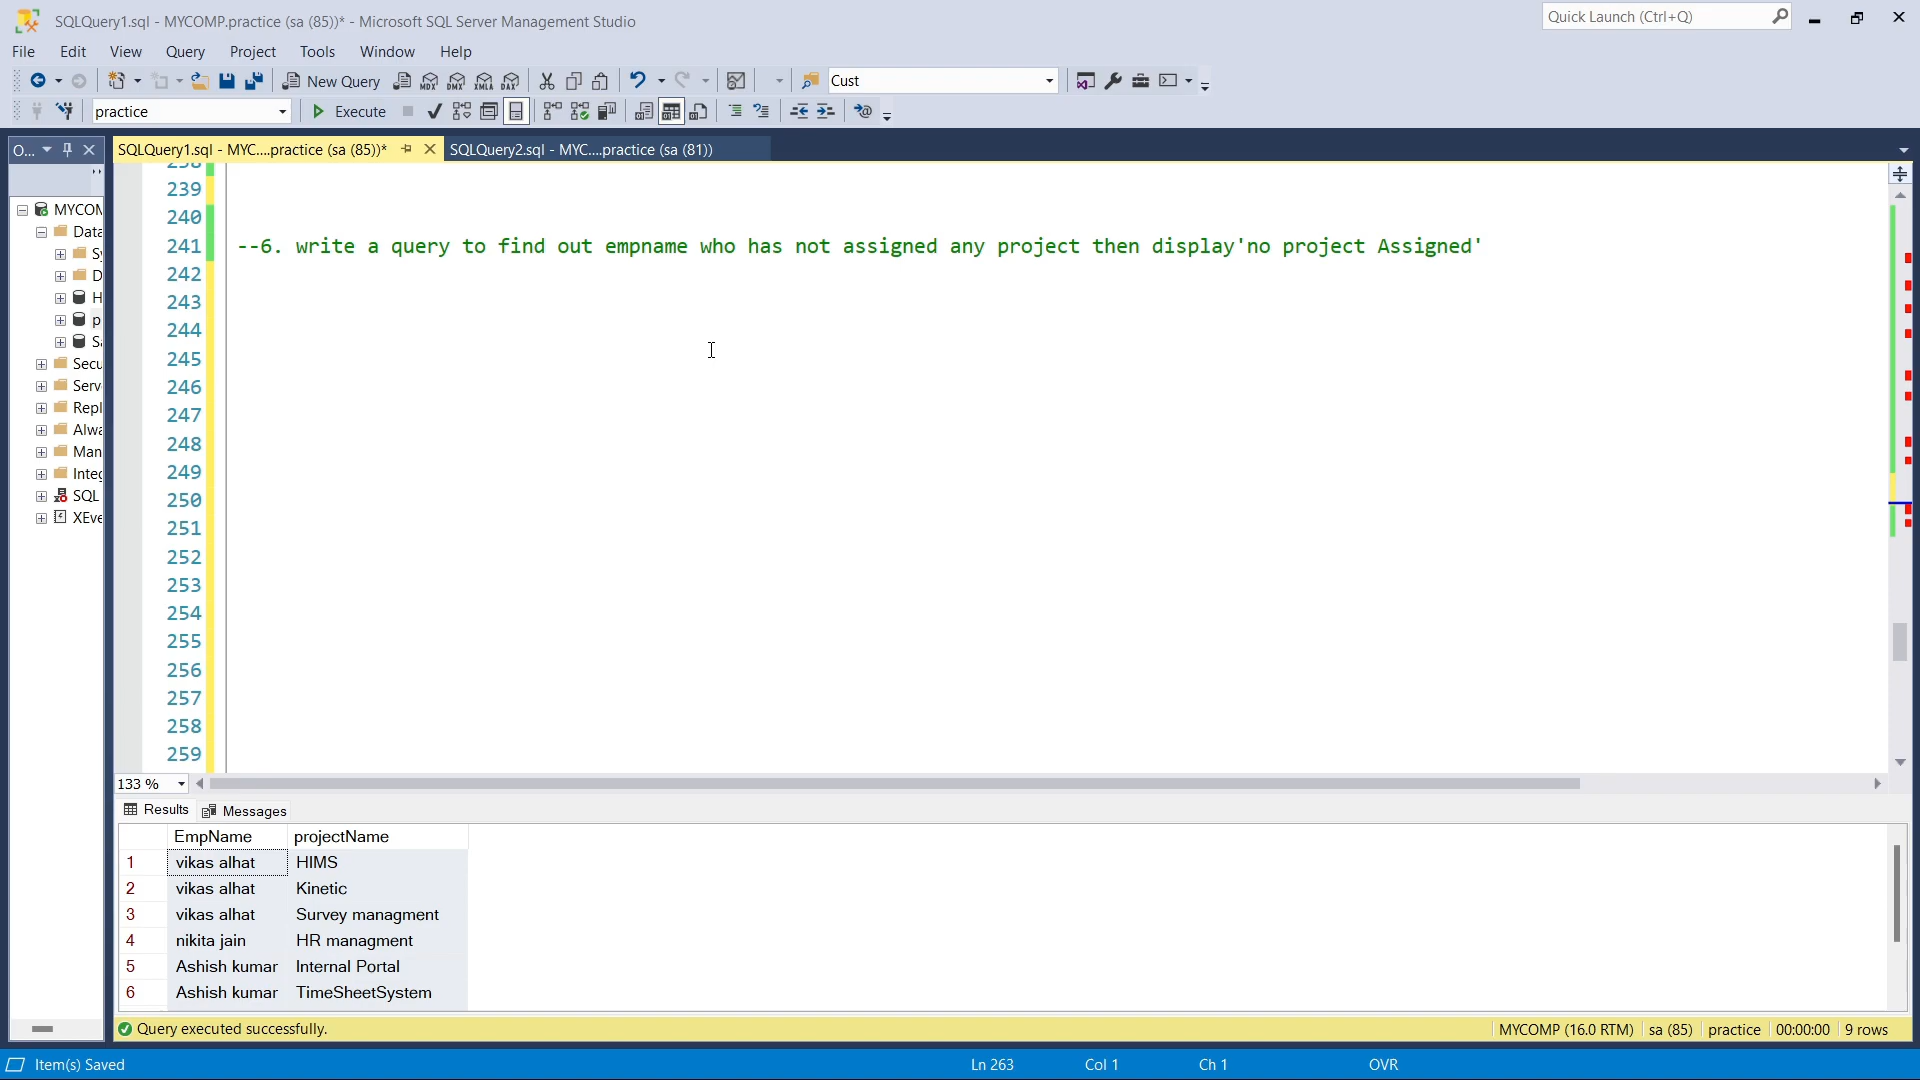 SQLQuery1.sql - MYCOMP.practice (sa (85))* - Microsoft SQL Server Management Studio
Quick Launch (Ctrl+Q)
File Edit View Query Project Tools Window Help
New Query MDX DMX XMLA DAX Cust
practice Execute
O... SQLQuery1.sql - MYC....practice (sa (85))* SQLQuery2.sql - MYC....practice (sa (81))
239
240
241 --6. write a query to find out empname who has not assigned any project then display'no project Assigned'
242
243
244
245
246
247
248
249
250
251
252
253
254
255
256
257
258
259
MYCOM
Data
Sy
D
H
p
Sa
Secu
Serv
Repl
Alwa
Man
Integ
SQL
XEve
133 %
Results Messages
EmpName projectName
1 vikas alhat HIMS
2 vikas alhat Kinetic
3 vikas alhat Survey managment
4 nikita jain HR managment
5 Ashish kumar Internal Portal
6 Ashish kumar TimeSheetSystem
Query executed successfully. MYCOMP (16.0 RTM) sa (85) practice 00:00:00 9 rows
Item(s) Saved Ln 263 Col 1 Ch 1 OVR